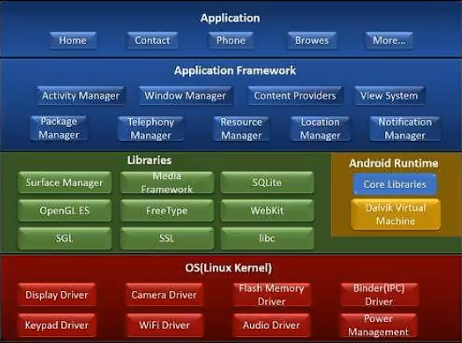 Application
Home
Contact
Phone
Browes
More...
Application Framework
Activity Manager
Window Manager
Content Providers
View System
Package
Manager
Telephony
Manager
Resource
Manager
Location
Manager
Notification
Manager
Libraries
Surface Manager
Media
Framework
SQLite
OpenGL ES
FreeType
WebKit
SGL
SSL
libc
Android Runtime
Core Libraries
Dalvik Virtual
Machine
OS(Linux Kernel)
Display Driver
Camera Driver
Flash Memory
Driver
Binder(IPC)
Driver
Keypad Driver
WiFi Driver
Audio Driver
Power
Management